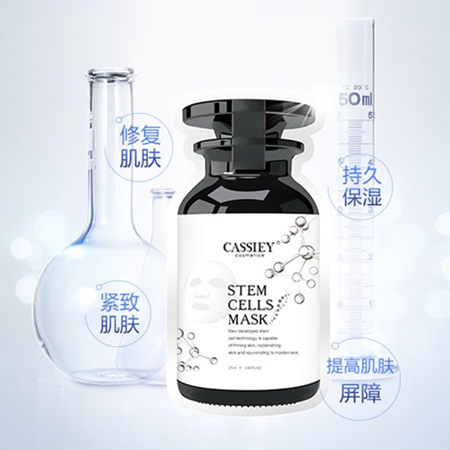 修复
肌肤
紧致
肌肤
持久
保湿
提高肌肤
屏障
20 °C
50ml
CASSIEY®
cosmetice
STEM
CELLS
MASK
New developed stem
cell technology is capable
of firming skin, replenishing
skin and rejuvenating to maiden skin.